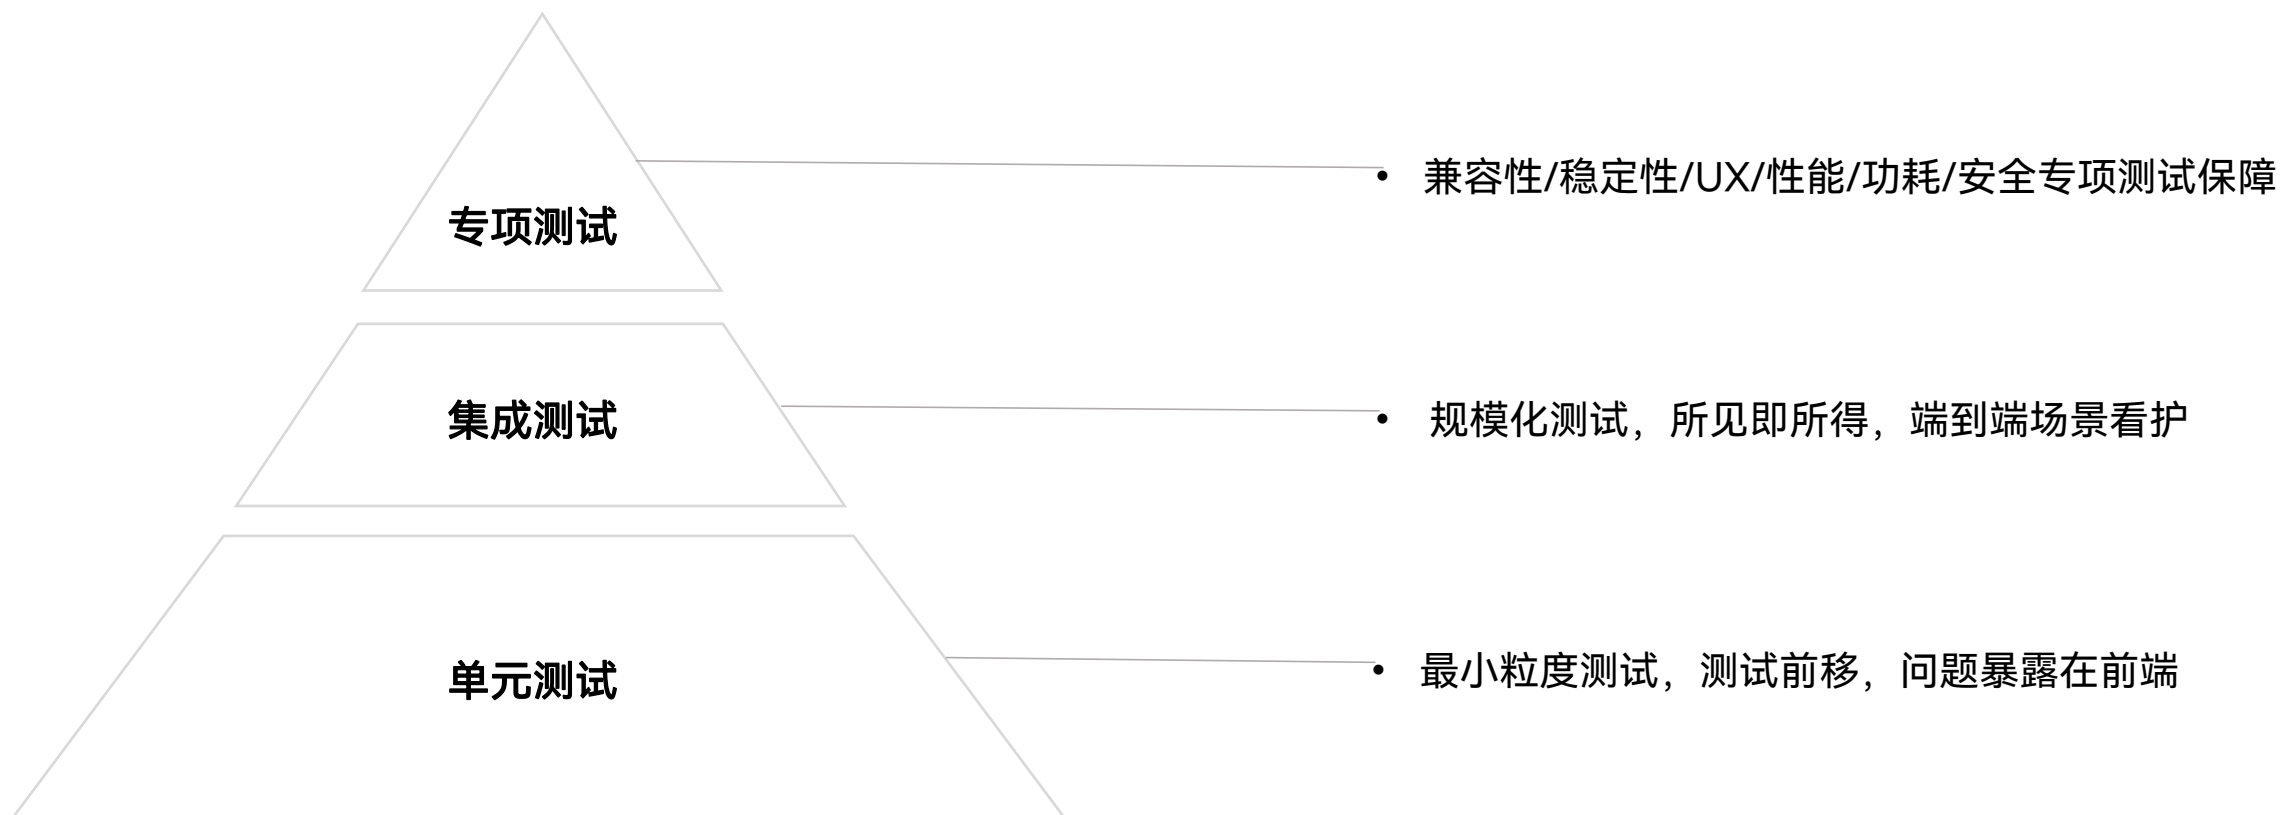 专项测试
• 兼容性/稳定性/UX/性能/功耗/安全专项测试保障
集成测试
• 规模化测试，所见即所得，端到端场景看护
单元测试
• 最小粒度测试，测试前移，问题暴露在前端